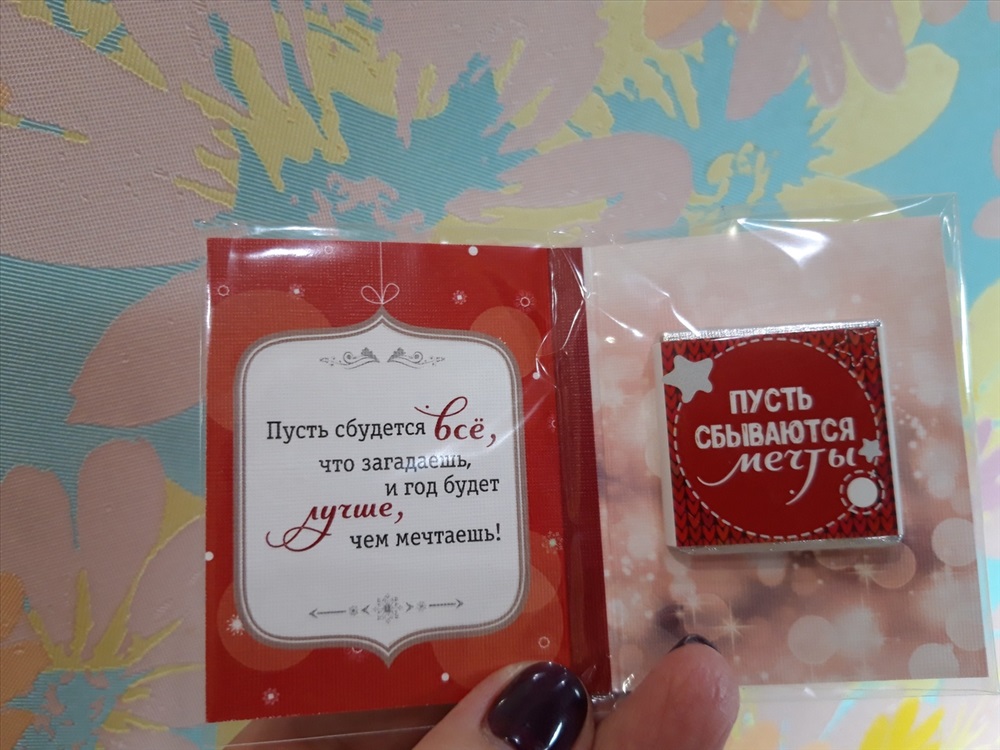 Пусть сбудется всё,
что загадаешь,
и год будет
лучше,
чем мечтаешь!
ПУСТЬ
СБЫВАЮТСЯ
мечты